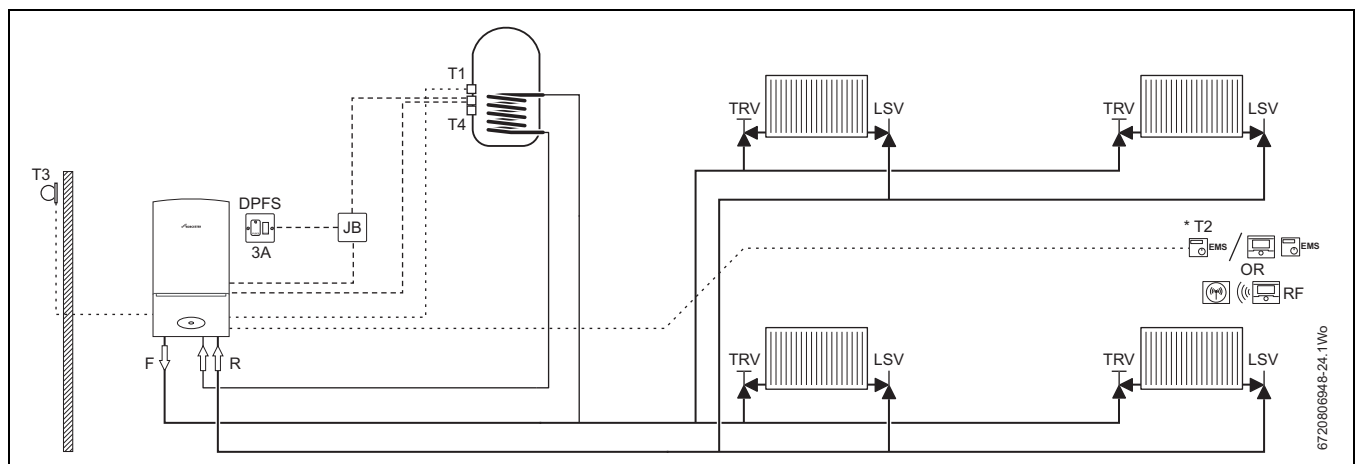 T1
T4
TRV
LSV
TRV
LSV
T3
DPFS
3A
JB
WORCESTER
* T2
EMS
EMS
OR
RF
F
R
TRV
LSV
TRV
LSV
6720806948-24.1Wo